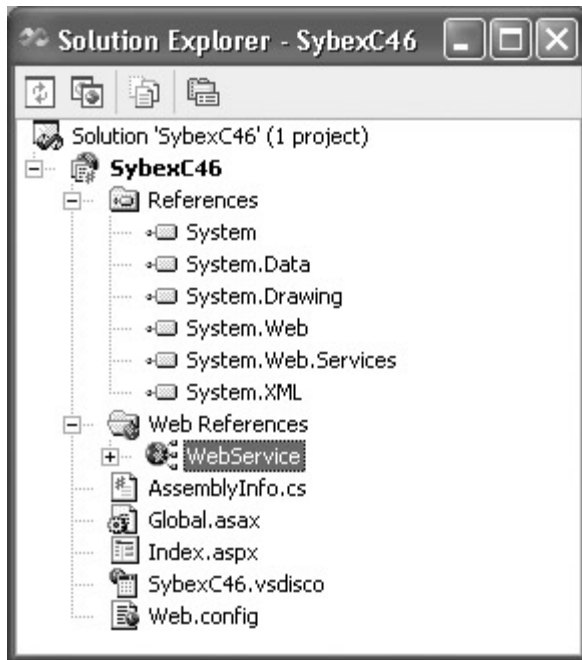 Solution Explorer - SybexC46
Solution 'SybexC46' (1 project)
SybexC46
References
System
System.Data
System.Drawing
System.Web
System.Web.Services
System.XML
Web References
WebService
AssemblyInfo.cs
Global.asax
Index.aspx
SybexC46.vsdisco
Web.config